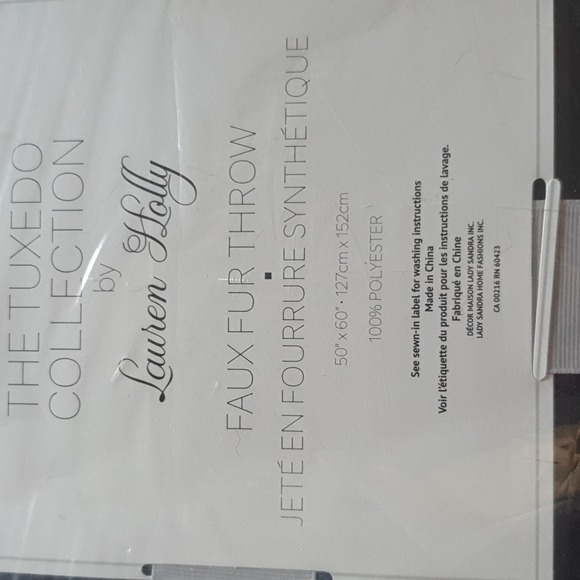 THE TUXEDO
COLLECTION
by
Lauren Holly
FAUX FUR THROW
JETÉ EN FOURRURE SYNTHÉTIQUE
50" x 60" • 127cm x 152cm
100% POLYESTER
See sewn-in label for washing instructions
Made in China
Voir l'étiquette du produit pour les instructions de lavage.
Fabriqué en Chine
DÉCOR MAISON LADY SANDRA INC.
LADY SANDRA HOME FASHIONS INC.
CA 00216 RN 60423